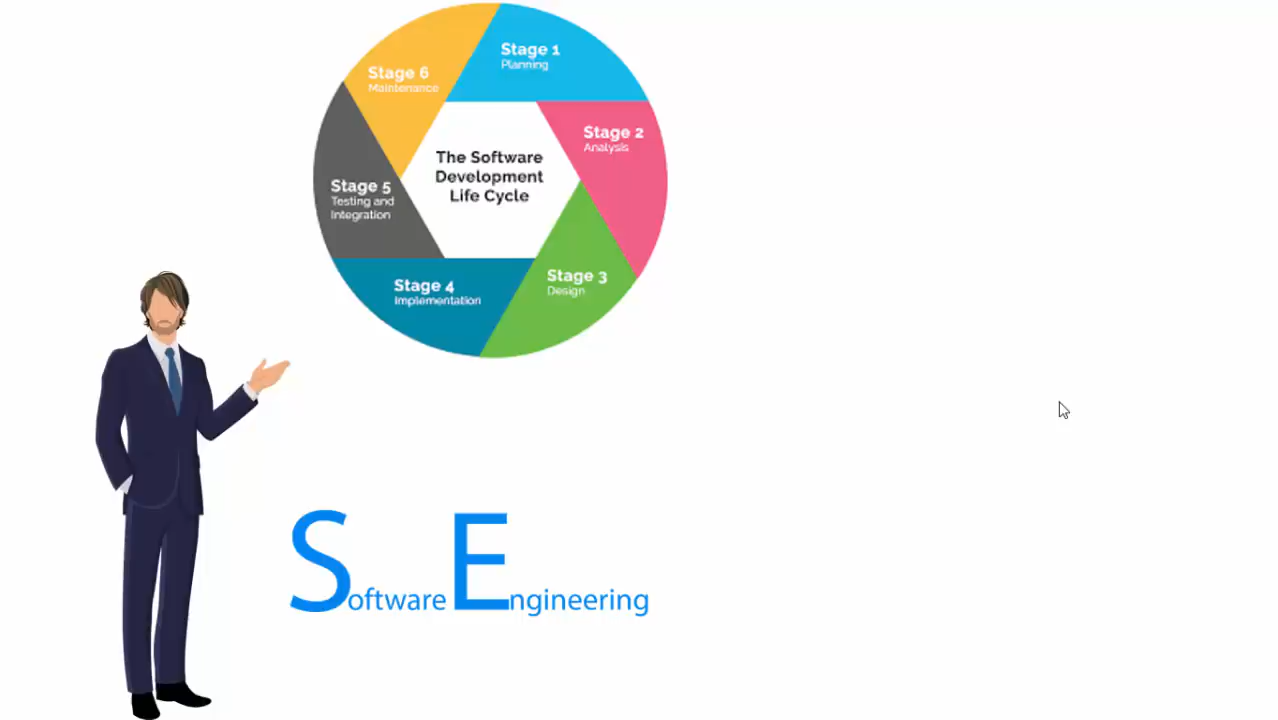 Stage 1
Planning
Stage 2
Analysis
Stage 3
Design
Stage 4
Implementation
Stage 5
Testing and
Integration
Stage 6
Maintenance
The Software
Development
Life Cycle
Software Engineering